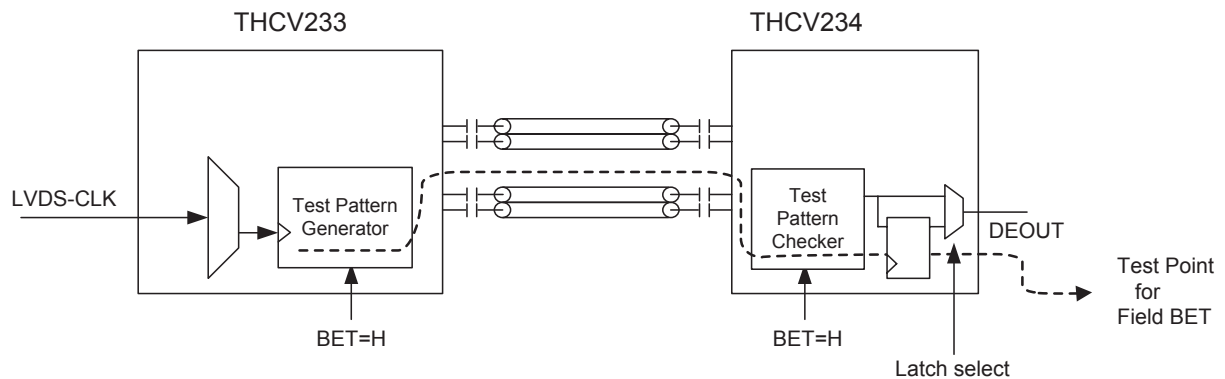 THCV233
THCV234
LVDS-CLK
Test Pattern
Generator
Test
Pattern
Checker
DEOUT
Test Point
for
Field BET
BET=H
BET=H
Latch select